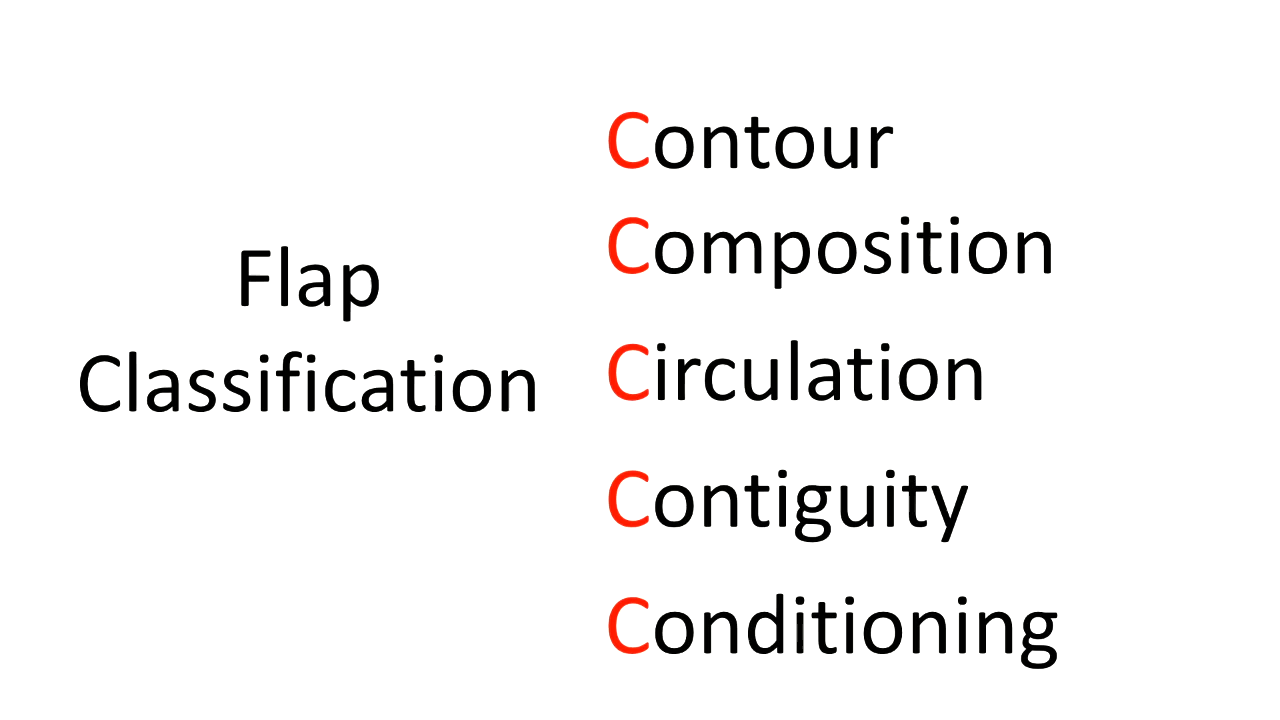 Flap
Classification
Contour
Composition
Circulation
Contiguity
Conditioning